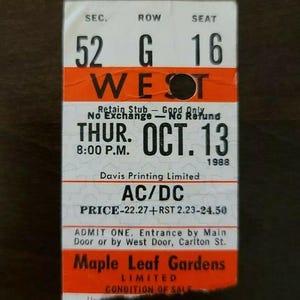 SEC. ROW SEAT
52 G 16
WEST
Retain Stub — Good Only
No Exchange — No Refund
THUR. OCT. 13
8:00 P.M. 1988
Davis Printing Limited
AC/DC
PRICE-22.27+RST 2.23-24.50
ADMIT ONE. Entrance by Main
Door or by West Door, Carlton St.
Maple Leaf Gardens
LIMITED
CONDITION OF SALE